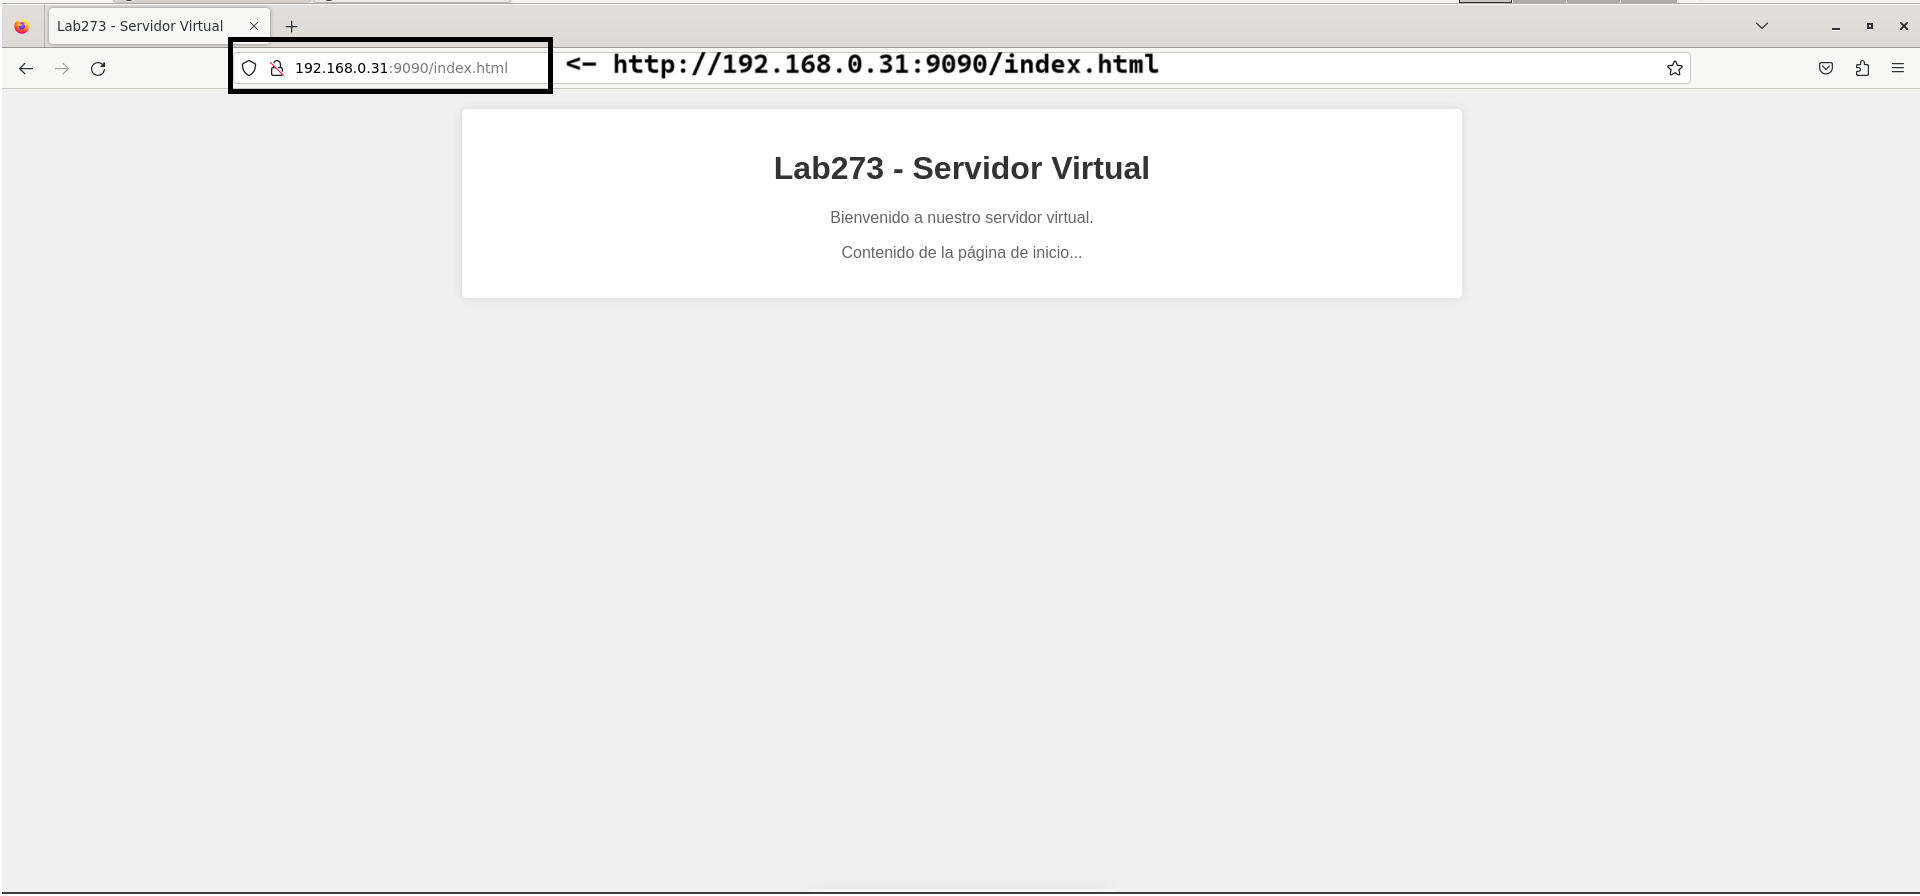 Lab273 - Servidor Virtual
192.168.0.31:9090/index.html <- http://192.168.0.31:9090/index.html
Lab273 - Servidor Virtual
Bienvenido a nuestro servidor virtual.
Contenido de la página de inicio...